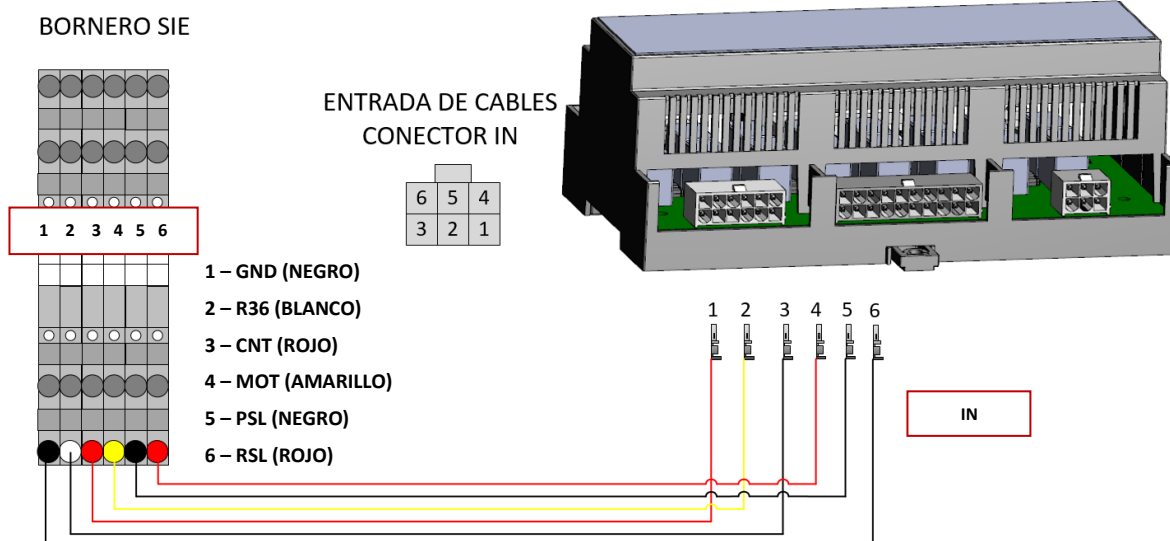 BORNERO SIE
ENTRADA DE CABLES
CONECTOR IN
6 5 4
3 2 1
1 2 3 4 5 6
1 – GND (NEGRO)
2 – R36 (BLANCO)
3 – CNT (ROJO)
4 – MOT (AMARILLO)
5 – PSL (NEGRO)
6 – RSL (ROJO)
1 2 3 4 5 6
IN